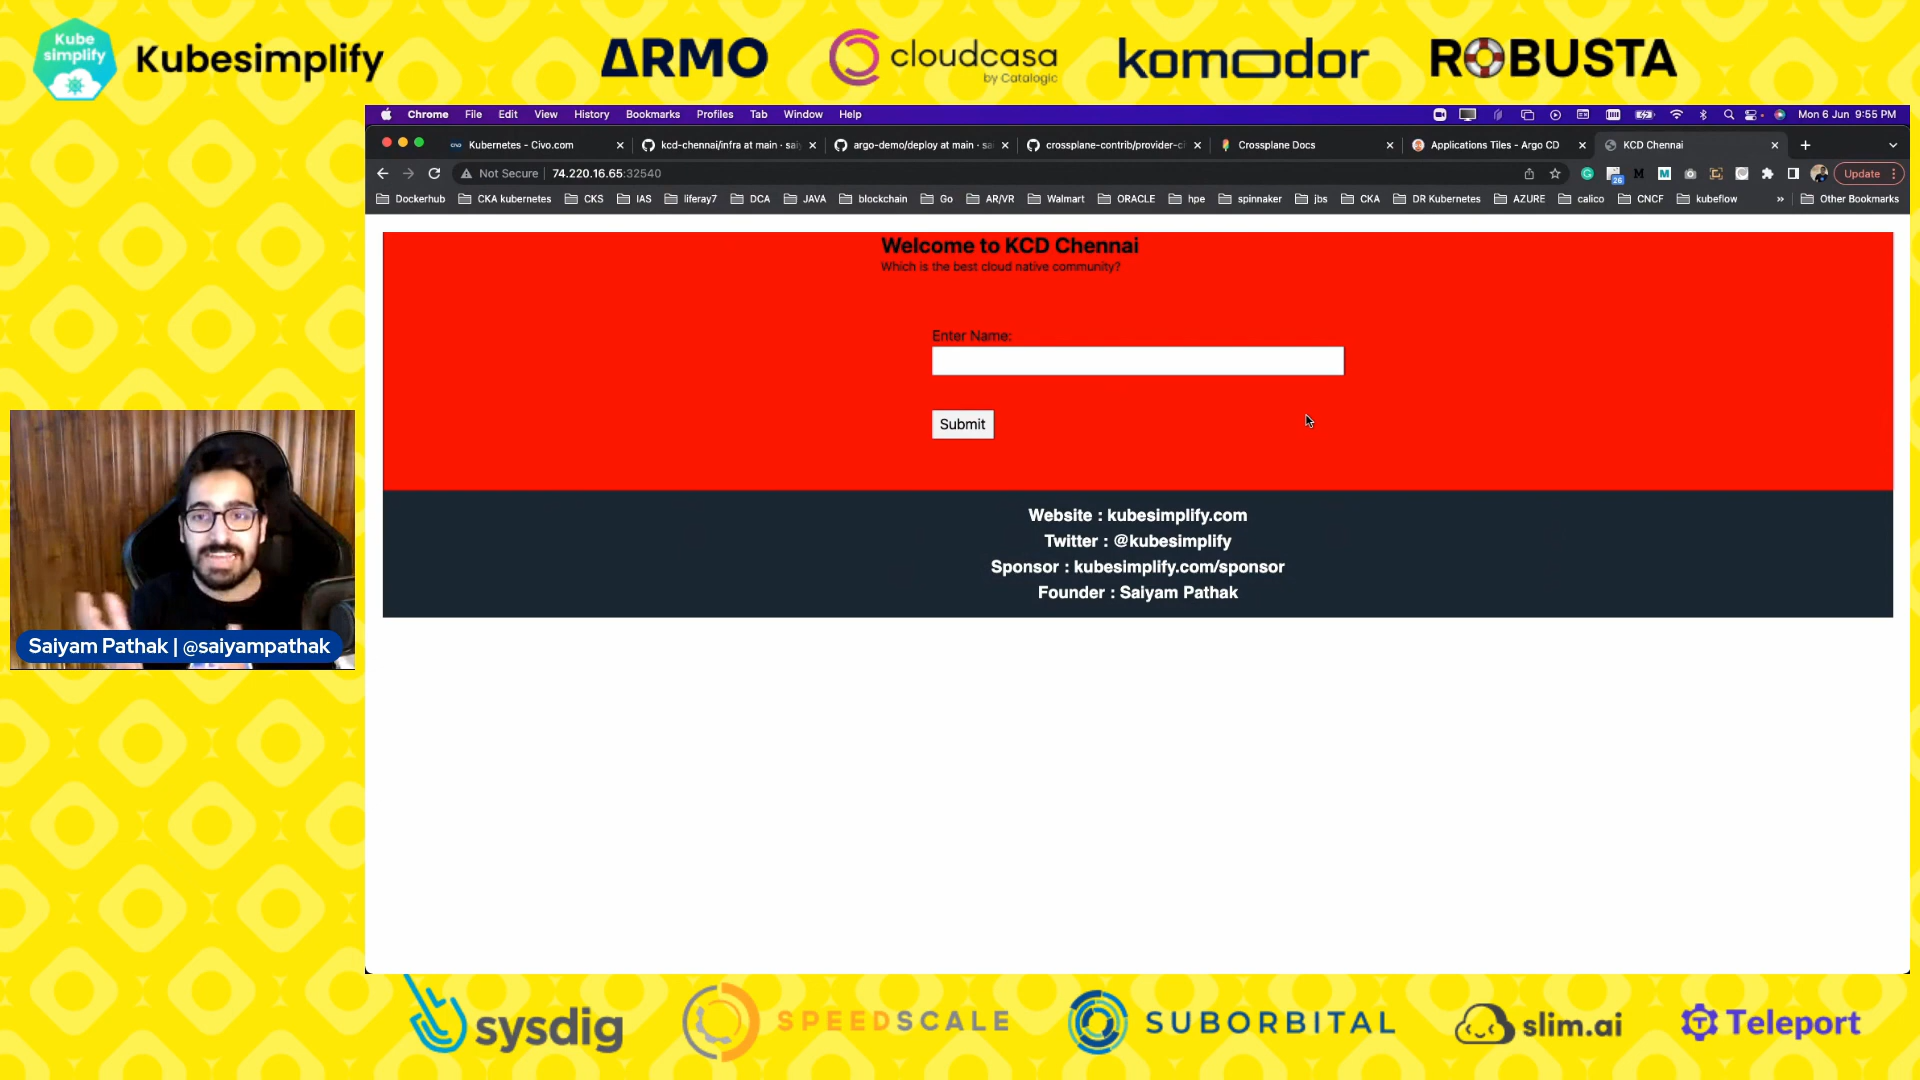 Kube
simplify
Kubesimplify
ARMO
cloudcasa
by Catalogic
komodor
ROBUSTA
Chrome File Edit View History Bookmarks Profiles Tab Window Help
Mon 6 Jun 9:55 PM
Kubernetes - Civo.com
kcd-chennai/infra at main · sai
argo-demo/deploy at main · sa
crossplane-contrib/provider-ci
Crossplane Docs
Applications Tiles - Argo CD
KCD Chennai
Not Secure 74.220.16.65:32540
26
Update
Dockerhub CKA kubernetes CKS IAS liferay7 DCA JAVA blockchain Go AR/VR Walmart ORACLE hpe spinnaker jbs CKA DR Kubernetes AZURE calico CNCF kubeflow » Other Bookmarks
Welcome to KCD Chennai
Which is the best cloud native community?
Enter Name:
Submit
Website : kubesimplify.com
Twitter : @kubesimplify
Sponsor : kubesimplify.com/sponsor
Founder : Saiyam Pathak
Saiyam Pathak | @saiyampathak
sysdig
SPEEDSCALE
SUBORBITAL
slim.ai
Teleport